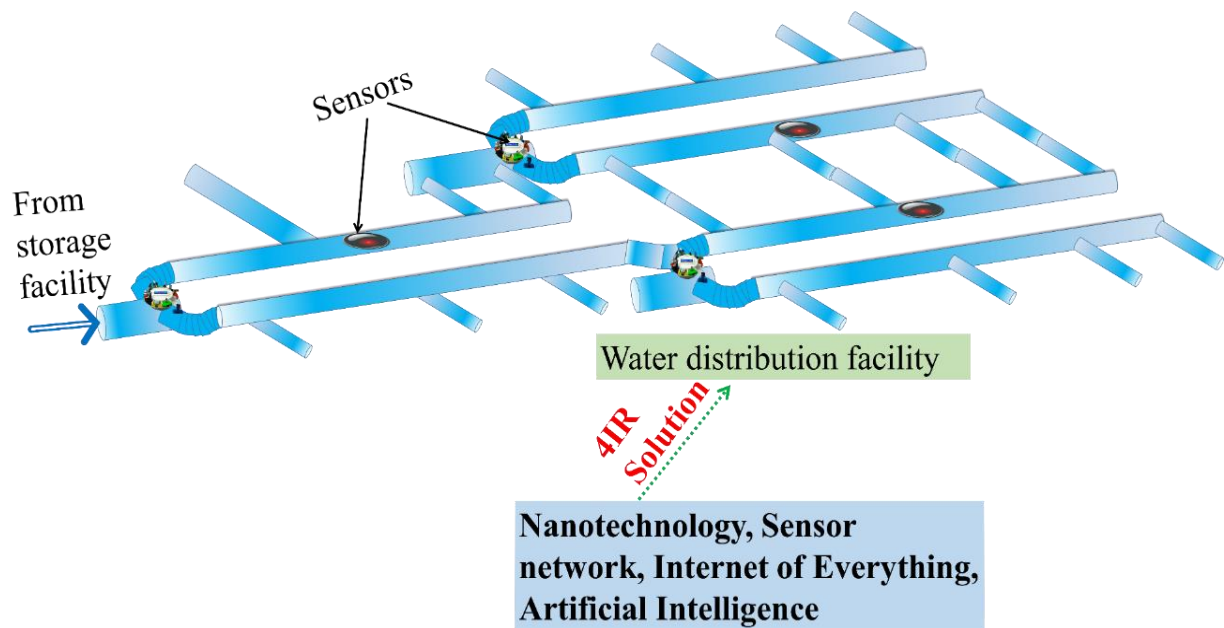 Sensors
From
storage
facility
Water distribution facility
4IR
Solution
Nanotechnology, Sensor
network, Internet of Everything,
Artificial Intelligence